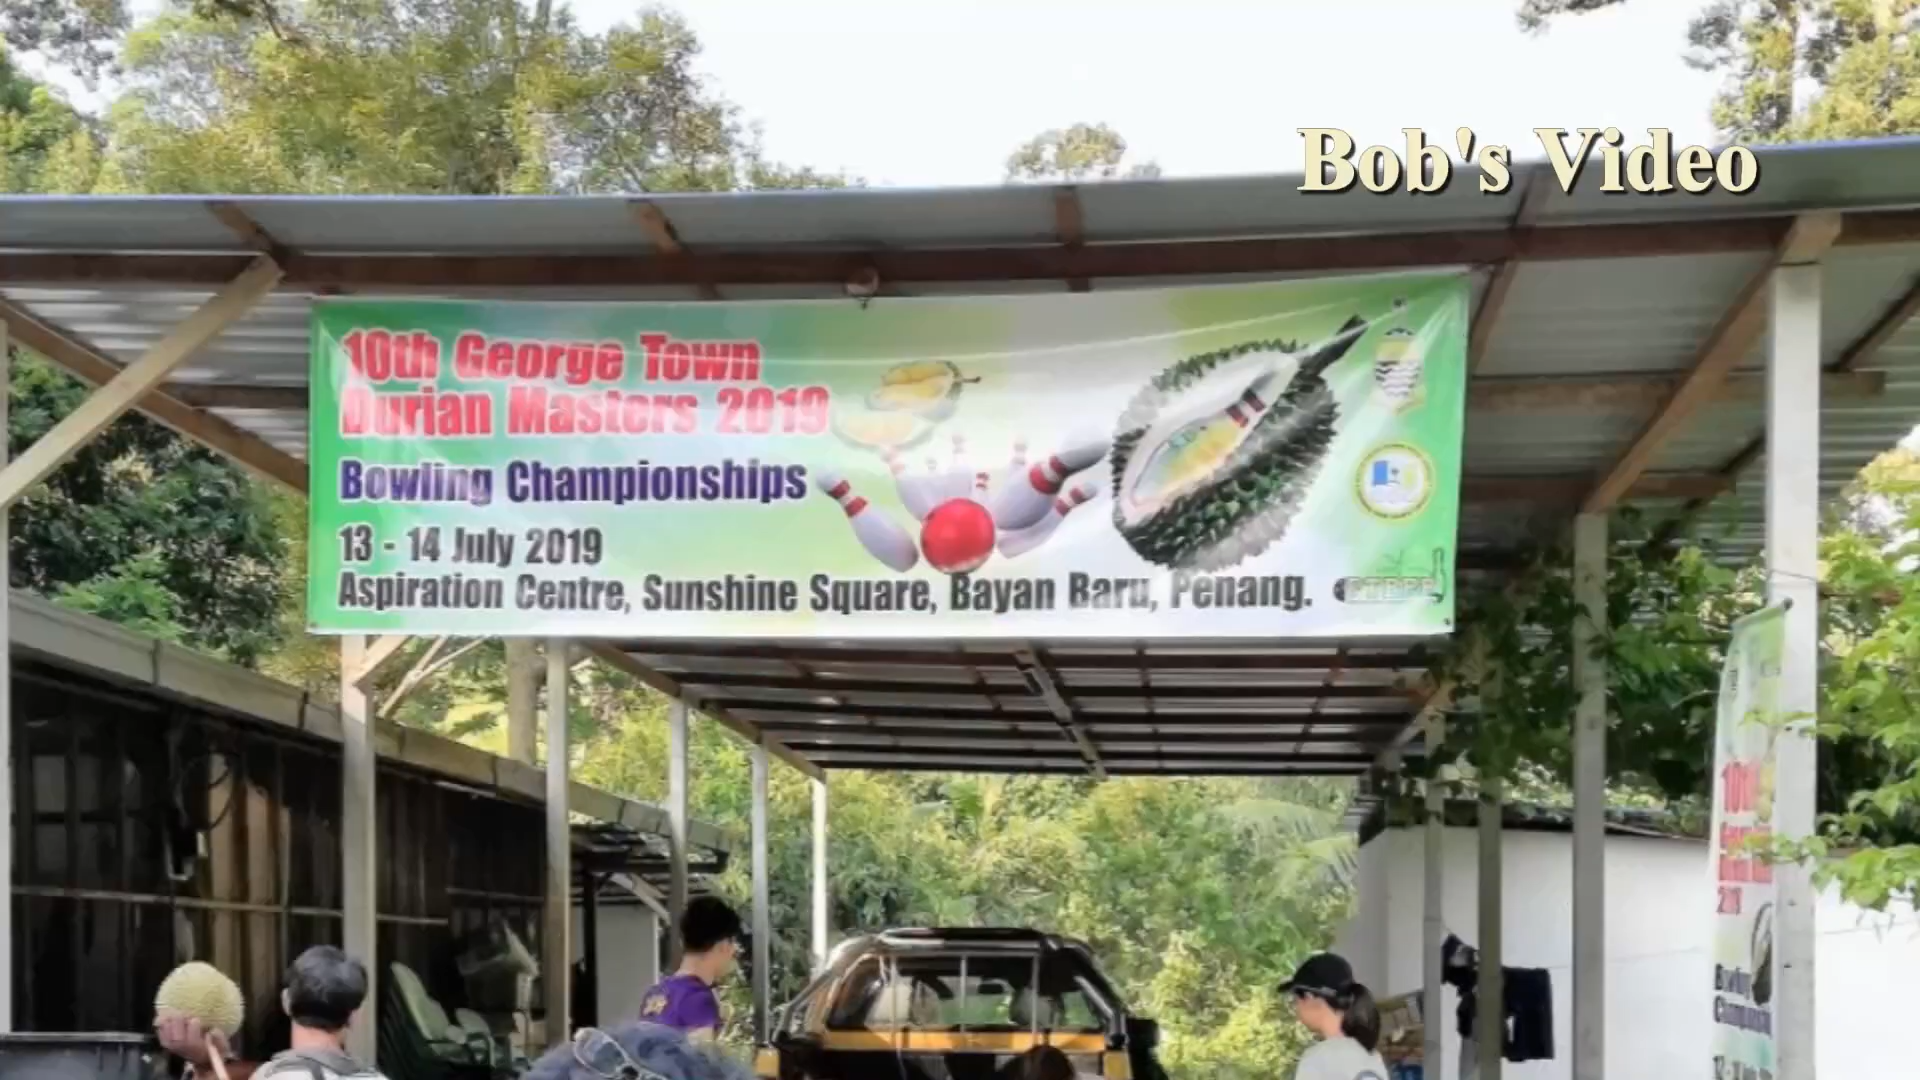 Bob's Video
10th George Town
Durian Masters 2019
Bowling Championships
13 - 14 July 2019
Aspiration Centre, Sunshine Square, Bayan Baru, Penang.
10th